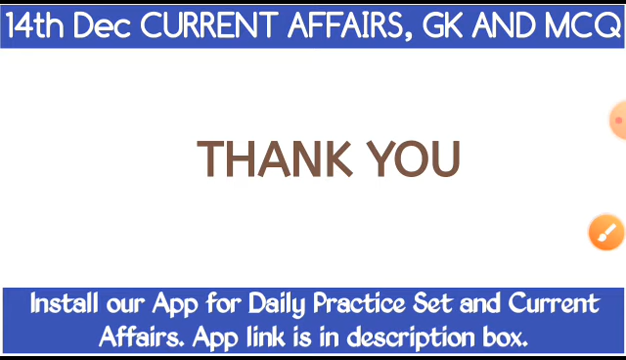 14th Dec CURRENT AFFAIRS, GK AND MCQ
THANK YOU
Install our App for Daily Practice Set and Current
Affairs. App link is in description box.